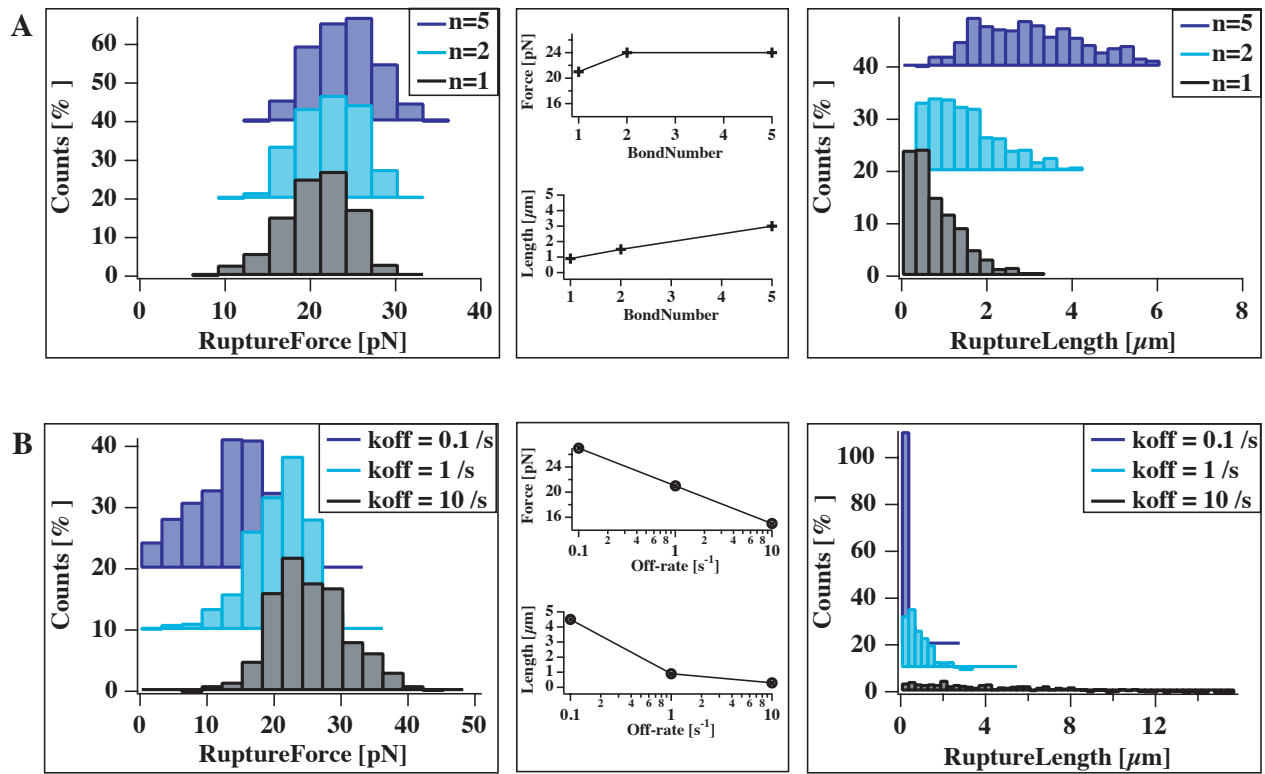 A
Counts [ % ]
60
50
40
30
20
10
0
n=5
n=2
n=1
0 10 20 30 40
RuptureForce [pN]
Force [pN]
24
20
16
1 2 3 4 5
BondNumber
Length [µm]
5
4
3
2
1
0
1 2 3 4 5
BondNumber
Counts [ % ]
40
30
20
10
0
n=5
n=2
n=1
0 2 4 6 8
RuptureLength [µm]
B
Counts [ % ]
40
30
20
10
0
koff = 0.1 /s
koff = 1 /s
koff = 10 /s
0 10 20 30 40 50
RuptureForce [pN]
Force [pN]
24
20
16
0.1 2 4 6 8 1 2 4 6 8 10
Off-rate [s⁻¹]
Length [µm]
5
4
3
2
1
0
0.1 2 4 6 8 1 2 4 6 8 10
Off-rate [s⁻¹]
Counts [ % ]
100
80
60
40
20
0
koff = 0.1 /s
koff = 1 /s
koff = 10 /s
0 4 8 12
RuptureLength [µm]